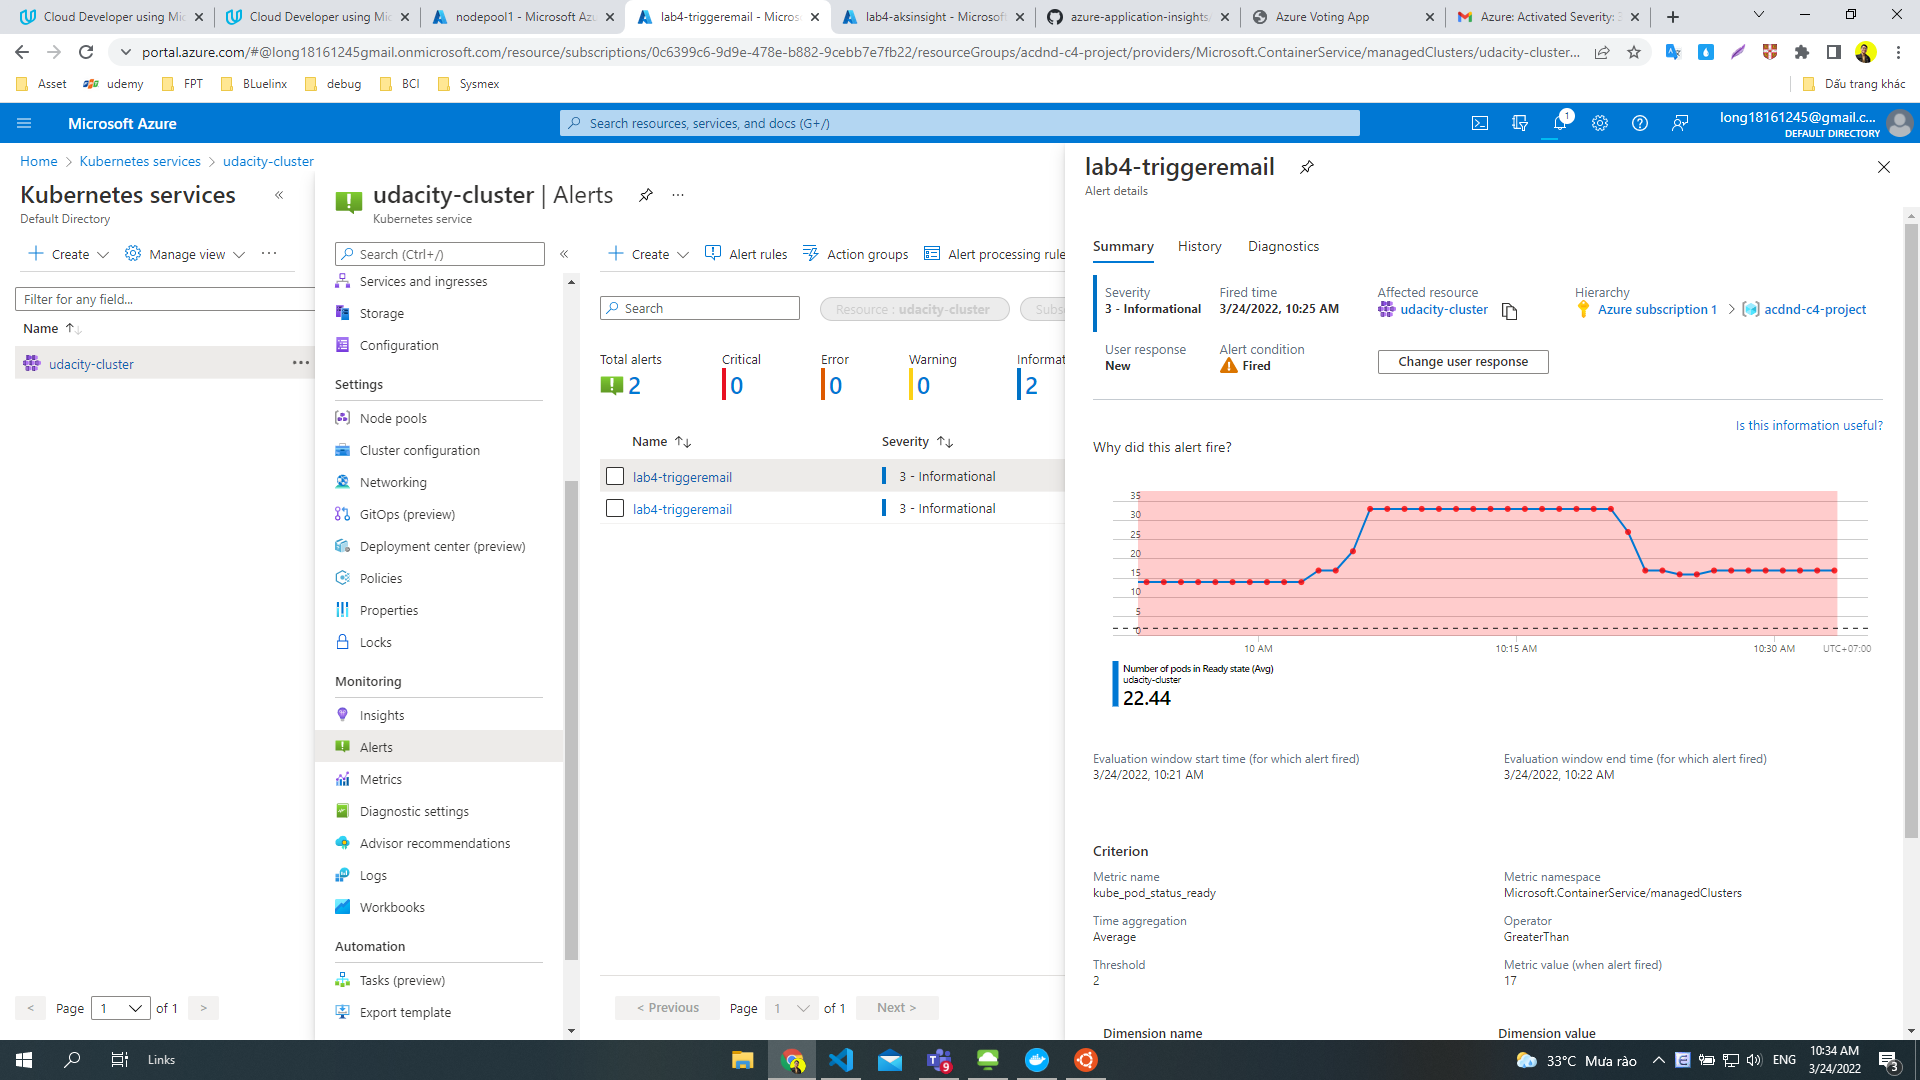 Cloud Developer using Mic
Cloud Developer using Mic
nodepool1 - Microsoft Azu
lab4-triggeremail - Micros
lab4-aksinsight - Microsoft
azure-application-insights/
Azure Voting App
Azure: Activated Severity: 3
portal.azure.com/#@long18161245gmail.onmicrosoft.com/resource/subscriptions/0c6399c6-9d9e-478e-b882-9cebb7e7fb22/resourceGroups/acdnd-c4-project/providers/Microsoft.ContainerService/managedClusters/udacity-cluster...
Asset
udemy
FPT
BLuelinx
debug
BCI
Sysmex
Dấu trang khác
Microsoft Azure
Search resources, services, and docs (G+/)
1
long18161245@gmail.c...
DEFAULT DIRECTORY
Home > Kubernetes services > udacity-cluster
Kubernetes services
Default Directory
Create
Manage view
Filter for any field...
Name
udacity-cluster
< Page 1 of 1 >
udacity-cluster | Alerts
Kubernetes service
Search (Ctrl+/)
Services and ingresses
Storage
Configuration
Settings
Node pools
Cluster configuration
Networking
GitOps (preview)
Deployment center (preview)
Policies
Properties
Locks
Monitoring
Insights
Alerts
Metrics
Diagnostic settings
Advisor recommendations
Logs
Workbooks
Automation
Tasks (preview)
Export template
Create
Alert rules
Action groups
Alert processing rule
Search
Resource : udacity-cluster
Subs
Total alerts
2
Critical
0
Error
0
Warning
0
Informat
2
Name
Severity
lab4-triggeremail
3 - Informational
lab4-triggeremail
3 - Informational
< Previous
Page 1 of 1
Next >
lab4-triggeremail
Alert details
Summary
History
Diagnostics
Severity
3 - Informational
Fired time
3/24/2022, 10:25 AM
Affected resource
udacity-cluster
Hierarchy
Azure subscription 1 > acdnd-c4-project
User response
New
Alert condition
Fired
Change user response
Is this information useful?
Why did this alert fire?
35
30
25
20
15
10
5
0
10 AM
10:15 AM
10:30 AM
UTC+07:00
Number of pods in Ready state (Avg)
udacity-cluster
22.44
Evaluation window start time (for which alert fired)
3/24/2022, 10:21 AM
Evaluation window end time (for which alert fired)
3/24/2022, 10:22 AM
Criterion
Metric name
kube_pod_status_ready
Metric namespace
Microsoft.ContainerService/managedClusters
Time aggregation
Average
Operator
GreaterThan
Threshold
2
Metric value (when alert fired)
17
Dimension name
Dimension value
Links
9
33°C Mưa rào
ENG
10:34 AM
3/24/2022
3